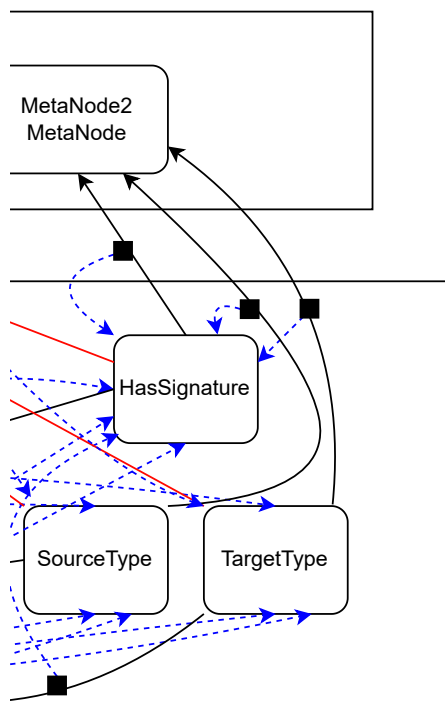 MetaNode2
MetaNode
HasSignature
SourceType
TargetType